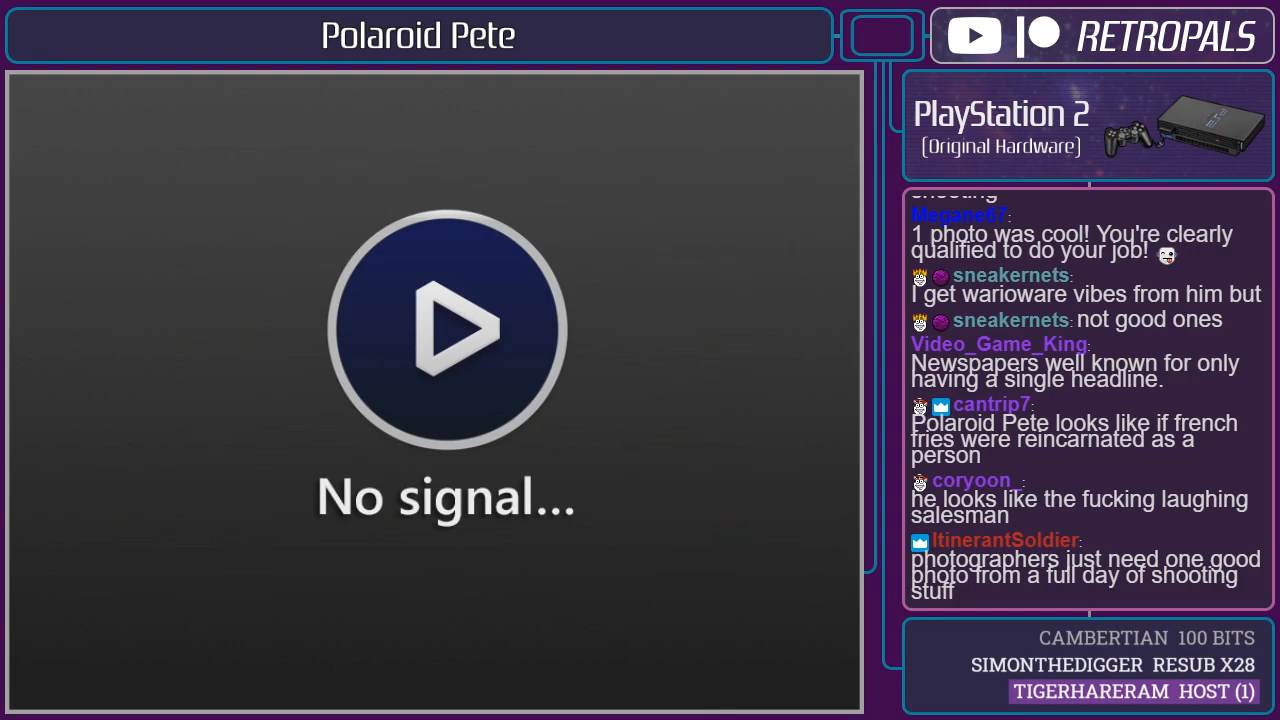 Polaroid Pete
RETROPALS
PlayStation 2
(Original Hardware)
No signal...
shooting
Megane67:
1 photo was cool! You're clearly
qualified to do your job!
sneakernets:
I get warioware vibes from him but
sneakernets: not good ones
Video_Game_King:
Newspapers well known for only
having a single headline.
cantrip7:
Polaroid Pete looks like if french
fries were reincarnated as a
person
coryoon_:
he looks like the fucking laughing
salesman
ItinerantSoldier:
photographers just need one good
photo from a full day of shooting
stuff
CAMBERTIAN 100 BITS
SIMONTHEDIGGER RESUB X28
TIGERHARERAM HOST (1)